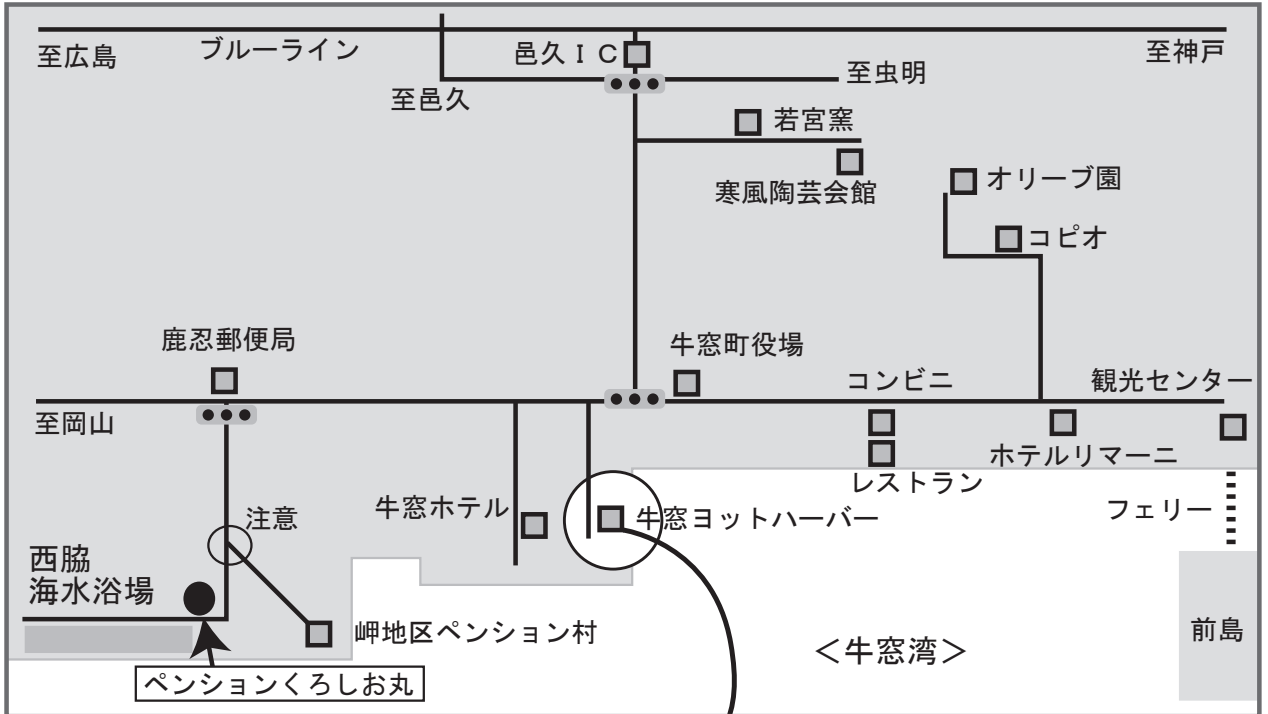 至広島
ブルーライン
邑久ＩＣ
至神戸
至邑久
至虫明
若宮窯
寒風陶芸会館
オリーブ園
コピオ
鹿忍郵便局
牛窓町役場
コンビニ
観光センター
至岡山
ホテルリマーニ
レストラン
牛窓ホテル
牛窓ヨットハーバー
フェリー
注意
西脇
海水浴場
岬地区ペンション村
＜牛窓湾＞
前島
ペンションくろしお丸